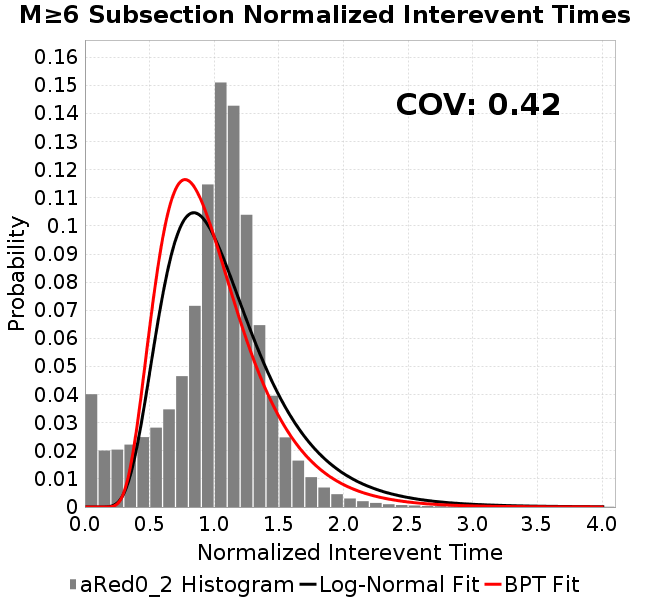 M≥6 Subsection Normalized Interevent Times
COV: 0.42
Probability
0.16
0.15
0.14
0.13
0.12
0.11
0.1
0.09
0.08
0.07
0.06
0.05
0.04
0.03
0.02
0.01
0
0.0 0.5 1.0 1.5 2.0 2.5 3.0 3.5 4.0
Normalized Interevent Time
aRed0_2 Histogram Log-Normal Fit BPT Fit